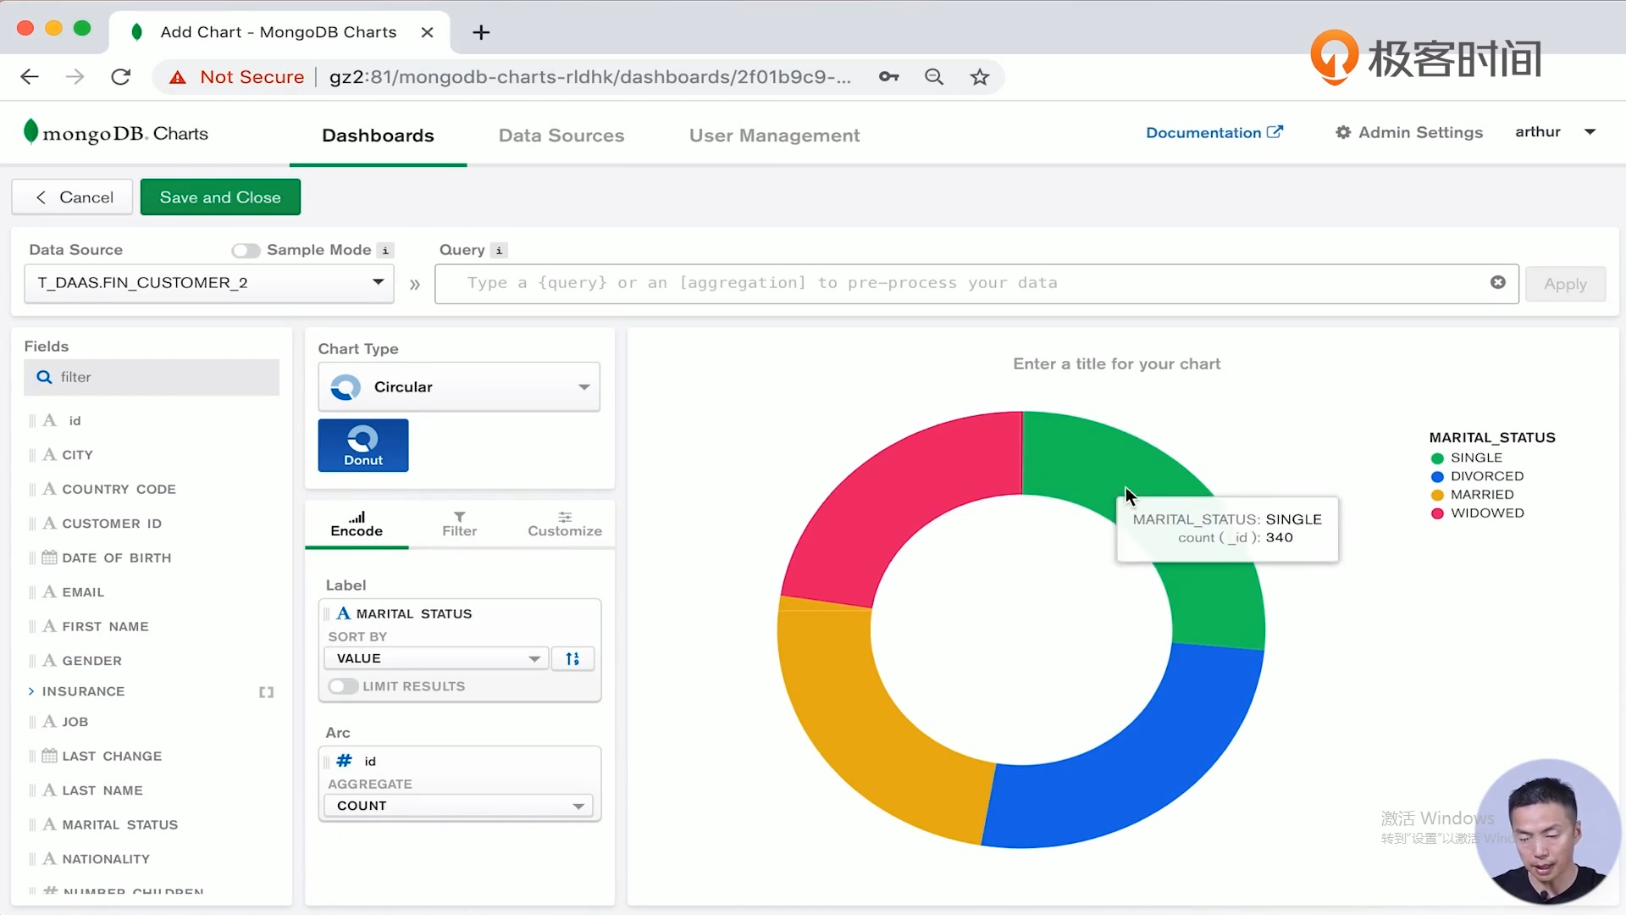 Add Chart - MongoDB Charts
极客时间
Not Secure
gz2:81/mongodb-charts-rldhk/dashboards/2f01b9c9-...
mongoDB. Charts
Dashboards
Data Sources
User Management
Documentation
Admin Settings
arthur
Cancel
Save and Close
Data Source
Sample Mode
i
Query
i
T_DAAS.FIN_CUSTOMER_2
»
Type a {query} or an [aggregation] to pre-process your data
Apply
Fields
filter
A id
A CITY
A COUNTRY CODE
A CUSTOMER ID
DATE OF BIRTH
A EMAIL
A FIRST NAME
A GENDER
INSURANCE
[]
A JOB
LAST CHANGE
A LAST NAME
A MARITAL STATUS
A NATIONALITY
# NUMBER CHILDREN
Chart Type
Circular
Donut
Encode
Filter
Customize
Label
A MARITAL STATUS
SORT BY
VALUE
LIMIT RESULTS
Arc
# id
AGGREGATE
COUNT
Enter a title for your chart
MARITAL_STATUS: SINGLE
count ( _id ): 340
MARITAL_STATUS
SINGLE
DIVORCED
MARRIED
WIDOWED
激活 Windows
转到"设置"以激活